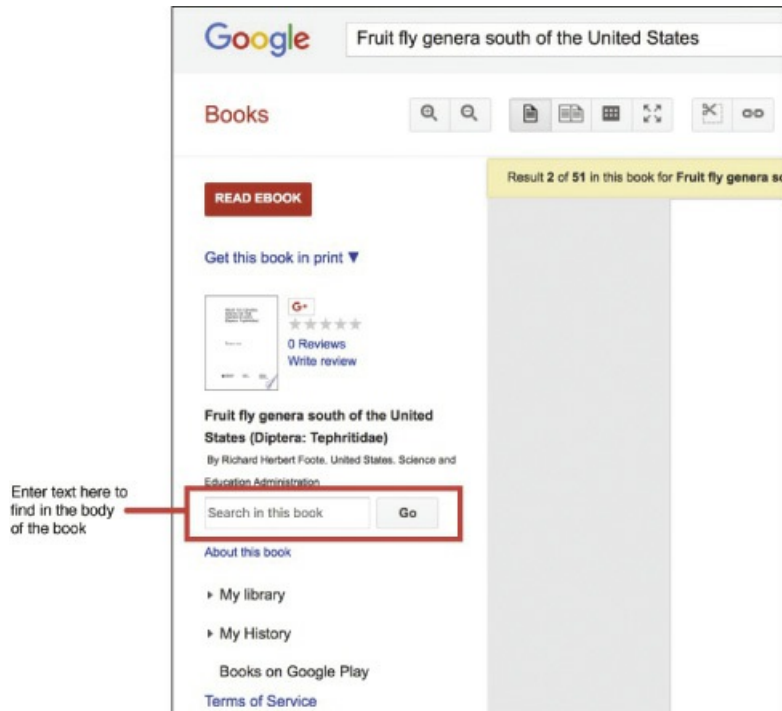 Google
Fruit fly genera south of the United States
Books
Result 2 of 51 in this book for Fruit fly genera so
READ EBOOK
Get this book in print ▼
G+
0 Reviews
Write review
Fruit fly genera south of the United
States (Diptera: Tephritidae)
By Richard Herbert Foote, United States. Science and
Education Administration
Enter text here to
find in the body
of the book
Search in this book
Go
About this book
My library
My History
Books on Google Play
Terms of Service